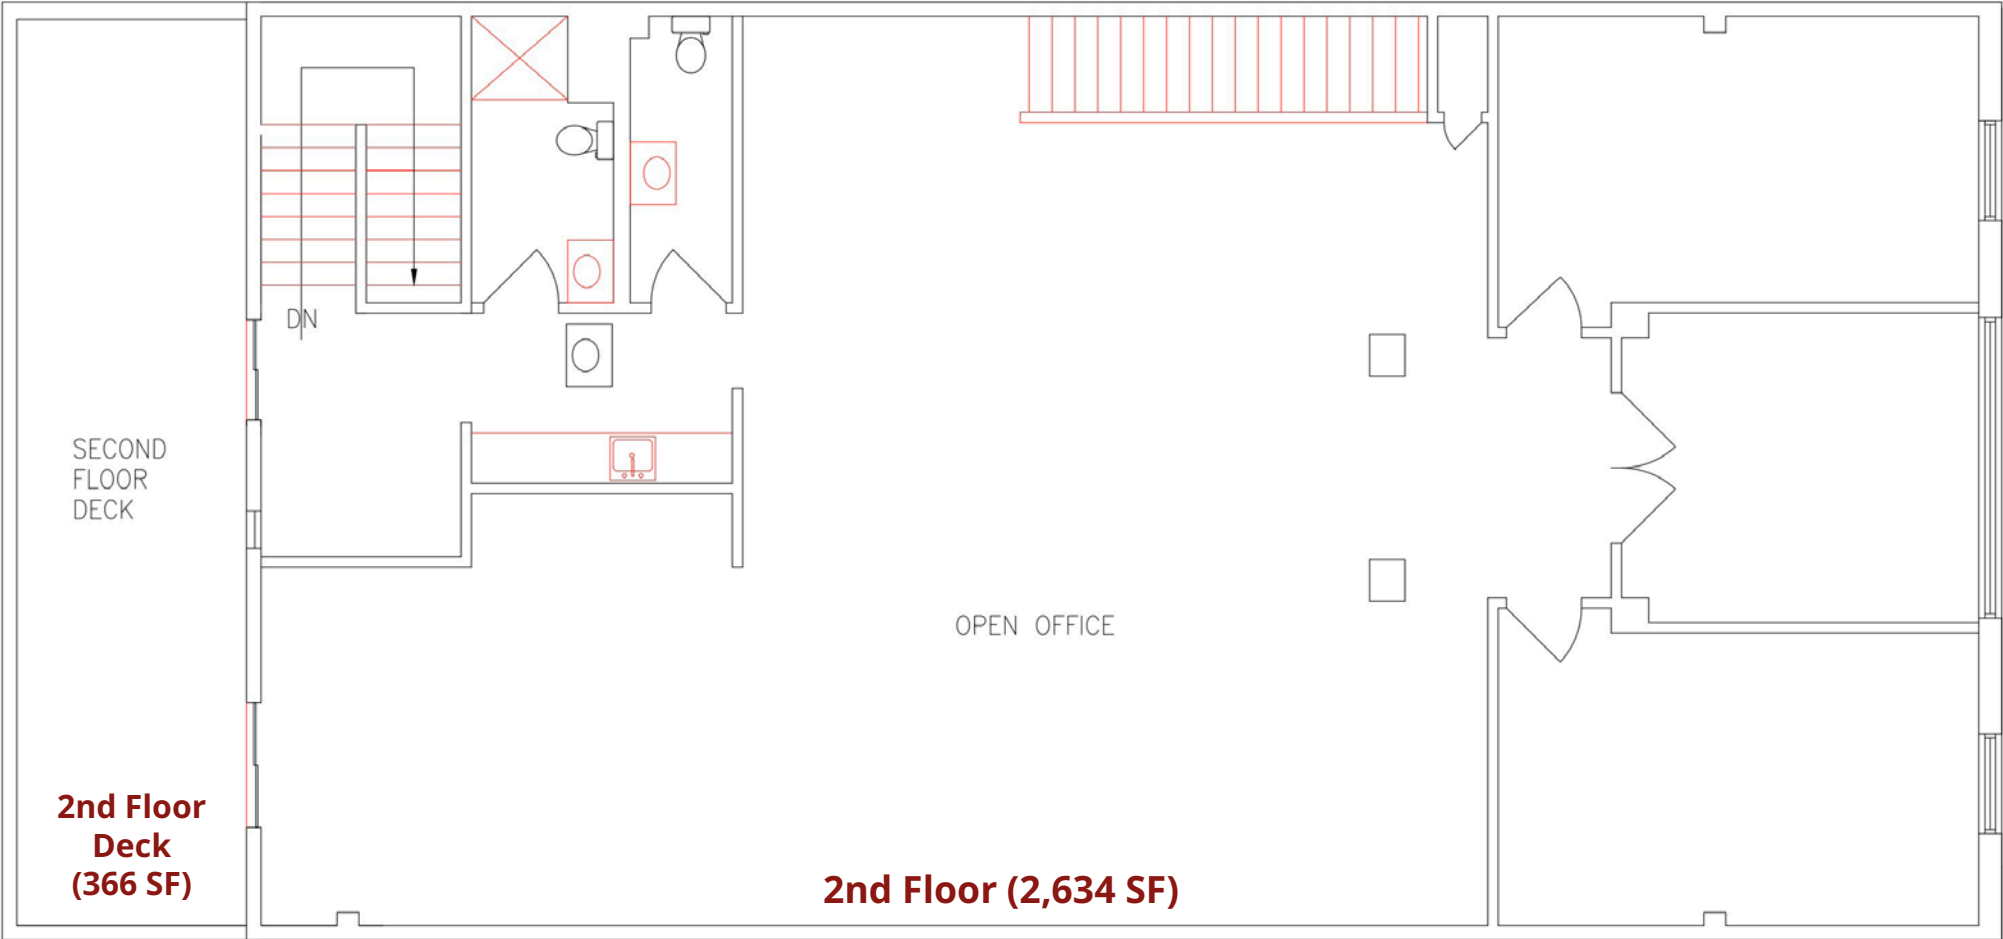 DN
SECOND
FLOOR
DECK
OPEN OFFICE
2nd Floor
Deck
(366 SF)
2nd Floor (2,634 SF)